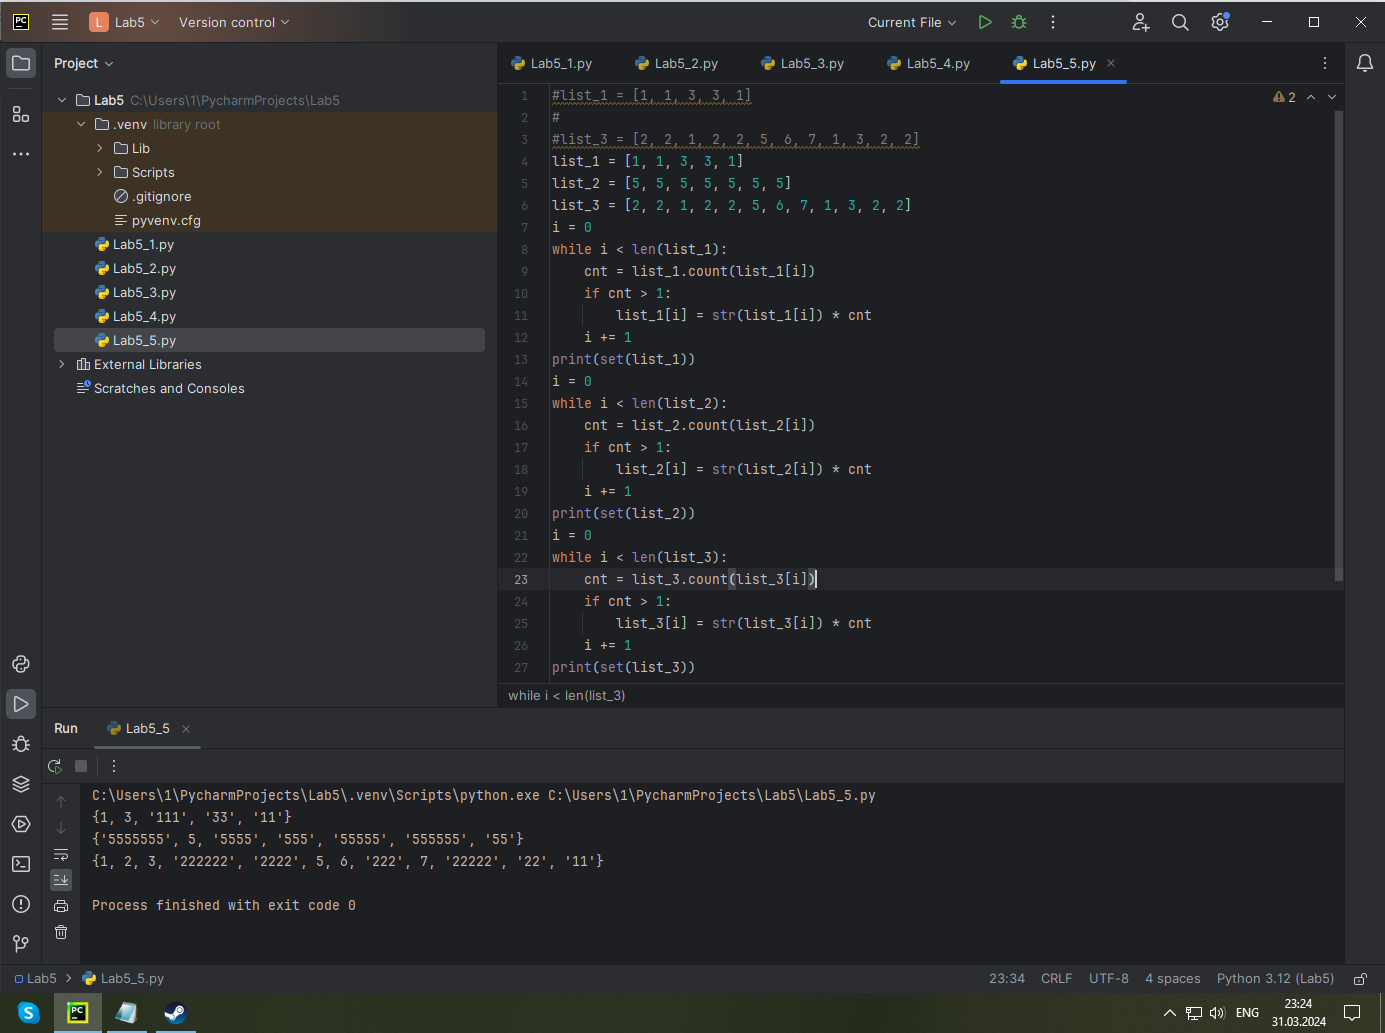 PC
L Lab5 Version control Current File
Project
Lab5 C:\Users\1\PycharmProjects\Lab5
.venv library root
Lib
Scripts
.gitignore
pyvenv.cfg
Lab5_1.py
Lab5_2.py
Lab5_3.py
Lab5_4.py
Lab5_5.py
External Libraries
Scratches and Consoles
Lab5_1.py Lab5_2.py Lab5_3.py Lab5_4.py Lab5_5.py
2
1 #list_1 = [1, 1, 3, 3, 1]
2 #
3 #list_3 = [2, 2, 1, 2, 2, 5, 6, 7, 1, 3, 2, 2]
4 list_1 = [1, 1, 3, 3, 1]
5 list_2 = [5, 5, 5, 5, 5, 5, 5]
6 list_3 = [2, 2, 1, 2, 2, 5, 6, 7, 1, 3, 2, 2]
7 i = 0
8 while i < len(list_1):
9     cnt = list_1.count(list_1[i])
10     if cnt > 1:
11         list_1[i] = str(list_1[i]) * cnt
12     i += 1
13 print(set(list_1))
14 i = 0
15 while i < len(list_2):
16     cnt = list_2.count(list_2[i])
17     if cnt > 1:
18         list_2[i] = str(list_2[i]) * cnt
19     i += 1
20 print(set(list_2))
21 i = 0
22 while i < len(list_3):
23     cnt = list_3.count(list_3[i])
24     if cnt > 1:
25         list_3[i] = str(list_3[i]) * cnt
26     i += 1
27 print(set(list_3))
while i < len(list_3)
Run Lab5_5
C:\Users\1\PycharmProjects\Lab5\.venv\Scripts\python.exe C:\Users\1\PycharmProjects\Lab5\Lab5_5.py
{1, 3, '111', '33', '11'}
{'5555555', 5, '5555', '555', '55555', '555555', '55'}
{1, 2, 3, '222222', '2222', 5, 6, '222', 7, '22222', '22', '11'}
Process finished with exit code 0
Lab5 > Lab5_5.py 23:34 CRLF UTF-8 4 spaces Python 3.12 (Lab5)
S PC ENG 23:24
31.03.2024